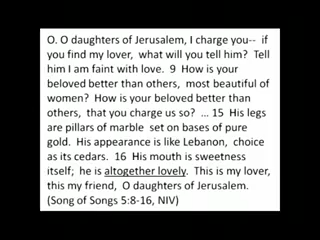 O. O daughters of Jerusalem, I charge you-- if
you find my lover, what will you tell him? Tell
him I am faint with love. 9 How is your
beloved better than others, most beautiful of
women? How is your beloved better than
others, that you charge us so? ... 15 His legs
are pillars of marble set on bases of pure
gold. His appearance is like Lebanon, choice
as its cedars. 16 His mouth is sweetness
itself; he is altogether lovely. This is my lover,
this my friend, O daughters of Jerusalem.
(Song of Songs 5:8-16, NIV)